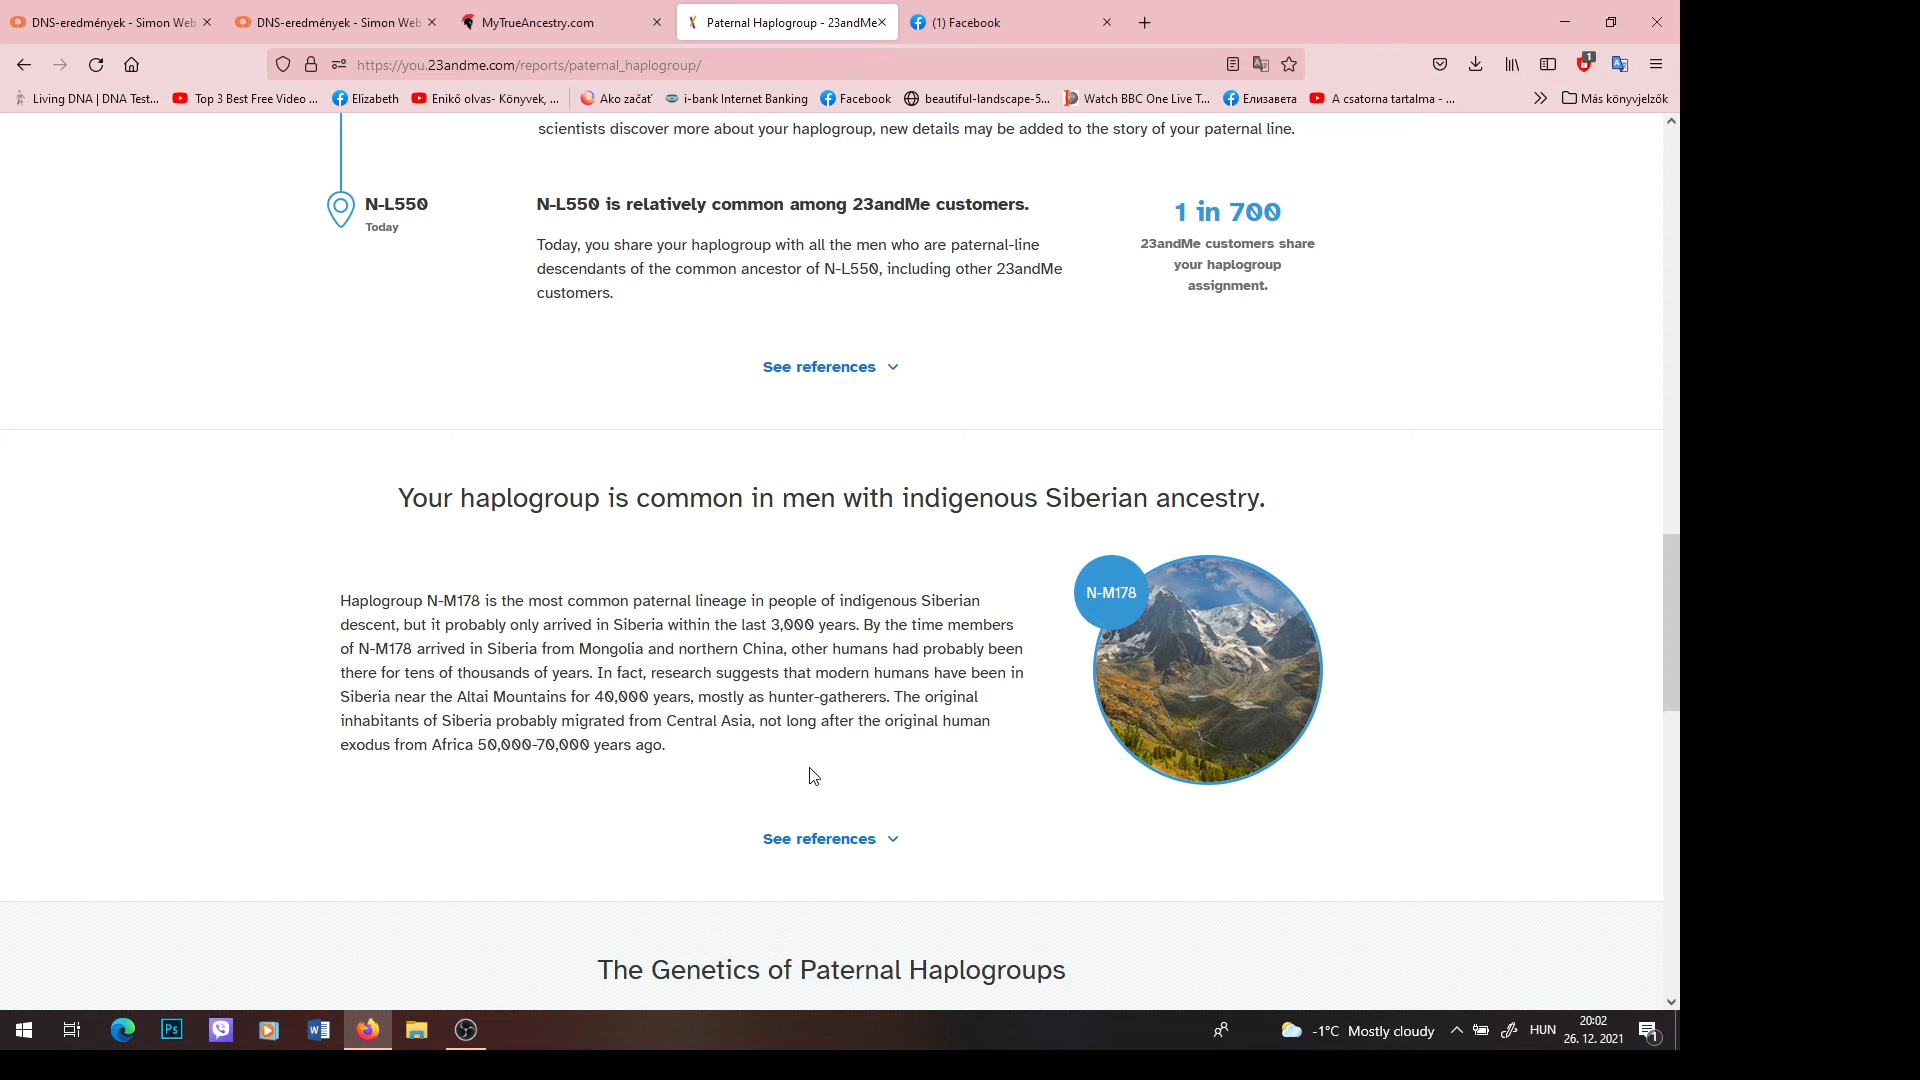 DNS-eredmények - Simon Web
DNS-eredmények - Simon Web
MyTrueAncestry.com
Paternal Haplogroup - 23andMe
(1) Facebook
https://you.23andme.com/reports/paternal_haplogroup/
1
Living DNA | DNA Test...
Top 3 Best Free Video ...
Elizabeth
Enikő olvas- Könyvek, ...
Ako začať
i-bank Internet Banking
Facebook
beautiful-landscape-5...
Watch BBC One Live T...
Елизавета
A csatorna tartalma - ...
Más könyvjelzők
scientists discover more about your haplogroup, new details may be added to the story of your paternal line.
N-L550
Today
N-L550 is relatively common among 23andMe customers.
Today, you share your haplogroup with all the men who are paternal-line
descendants of the common ancestor of N-L550, including other 23andMe
customers.
1 in 700
23andMe customers share
your haplogroup
assignment.
See references
Your haplogroup is common in men with indigenous Siberian ancestry.
Haplogroup N-M178 is the most common paternal lineage in people of indigenous Siberian
descent, but it probably only arrived in Siberia within the last 3,000 years. By the time members
of N-M178 arrived in Siberia from Mongolia and northern China, other humans had probably been
there for tens of thousands of years. In fact, research suggests that modern humans have been in
Siberia near the Altai Mountains for 40,000 years, mostly as hunter-gatherers. The original
inhabitants of Siberia probably migrated from Central Asia, not long after the original human
exodus from Africa 50,000-70,000 years ago.
N-M178
See references
The Genetics of Paternal Haplogroups
Ps
-1°C Mostly cloudy
HUN
20:02
26. 12. 2021
1